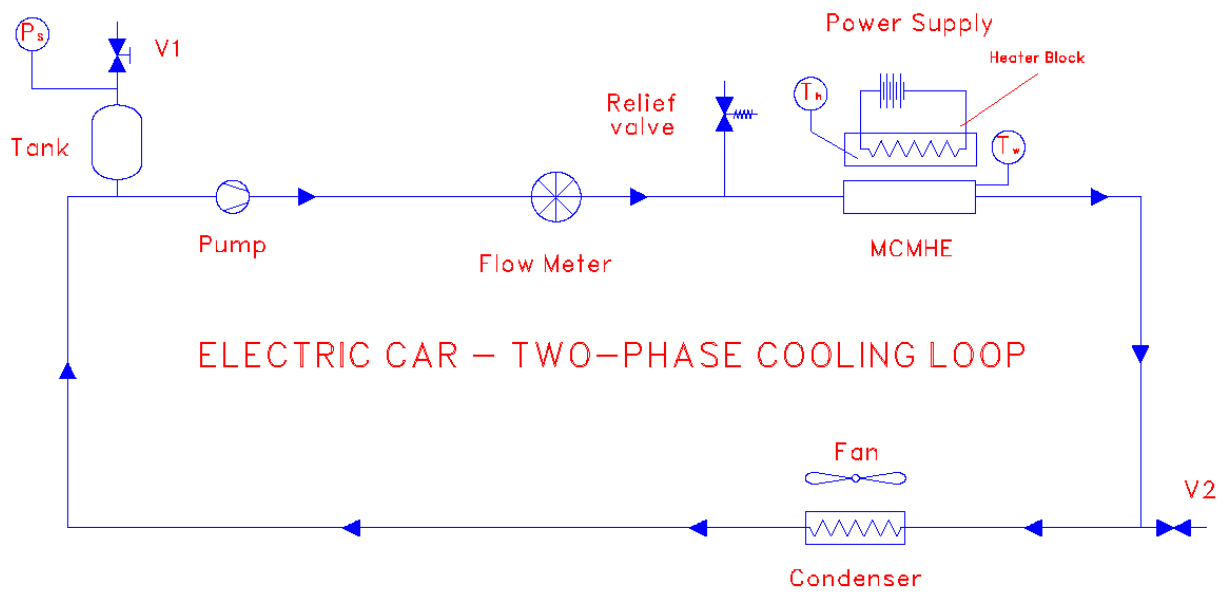 Ps
V1
Tank
Pump
Flow Meter
Relief
valve
Power Supply
Heater Block
Th
Tw
MCMHE
ELECTRIC CAR – TWO–PHASE COOLING LOOP
Fan
V2
Condenser